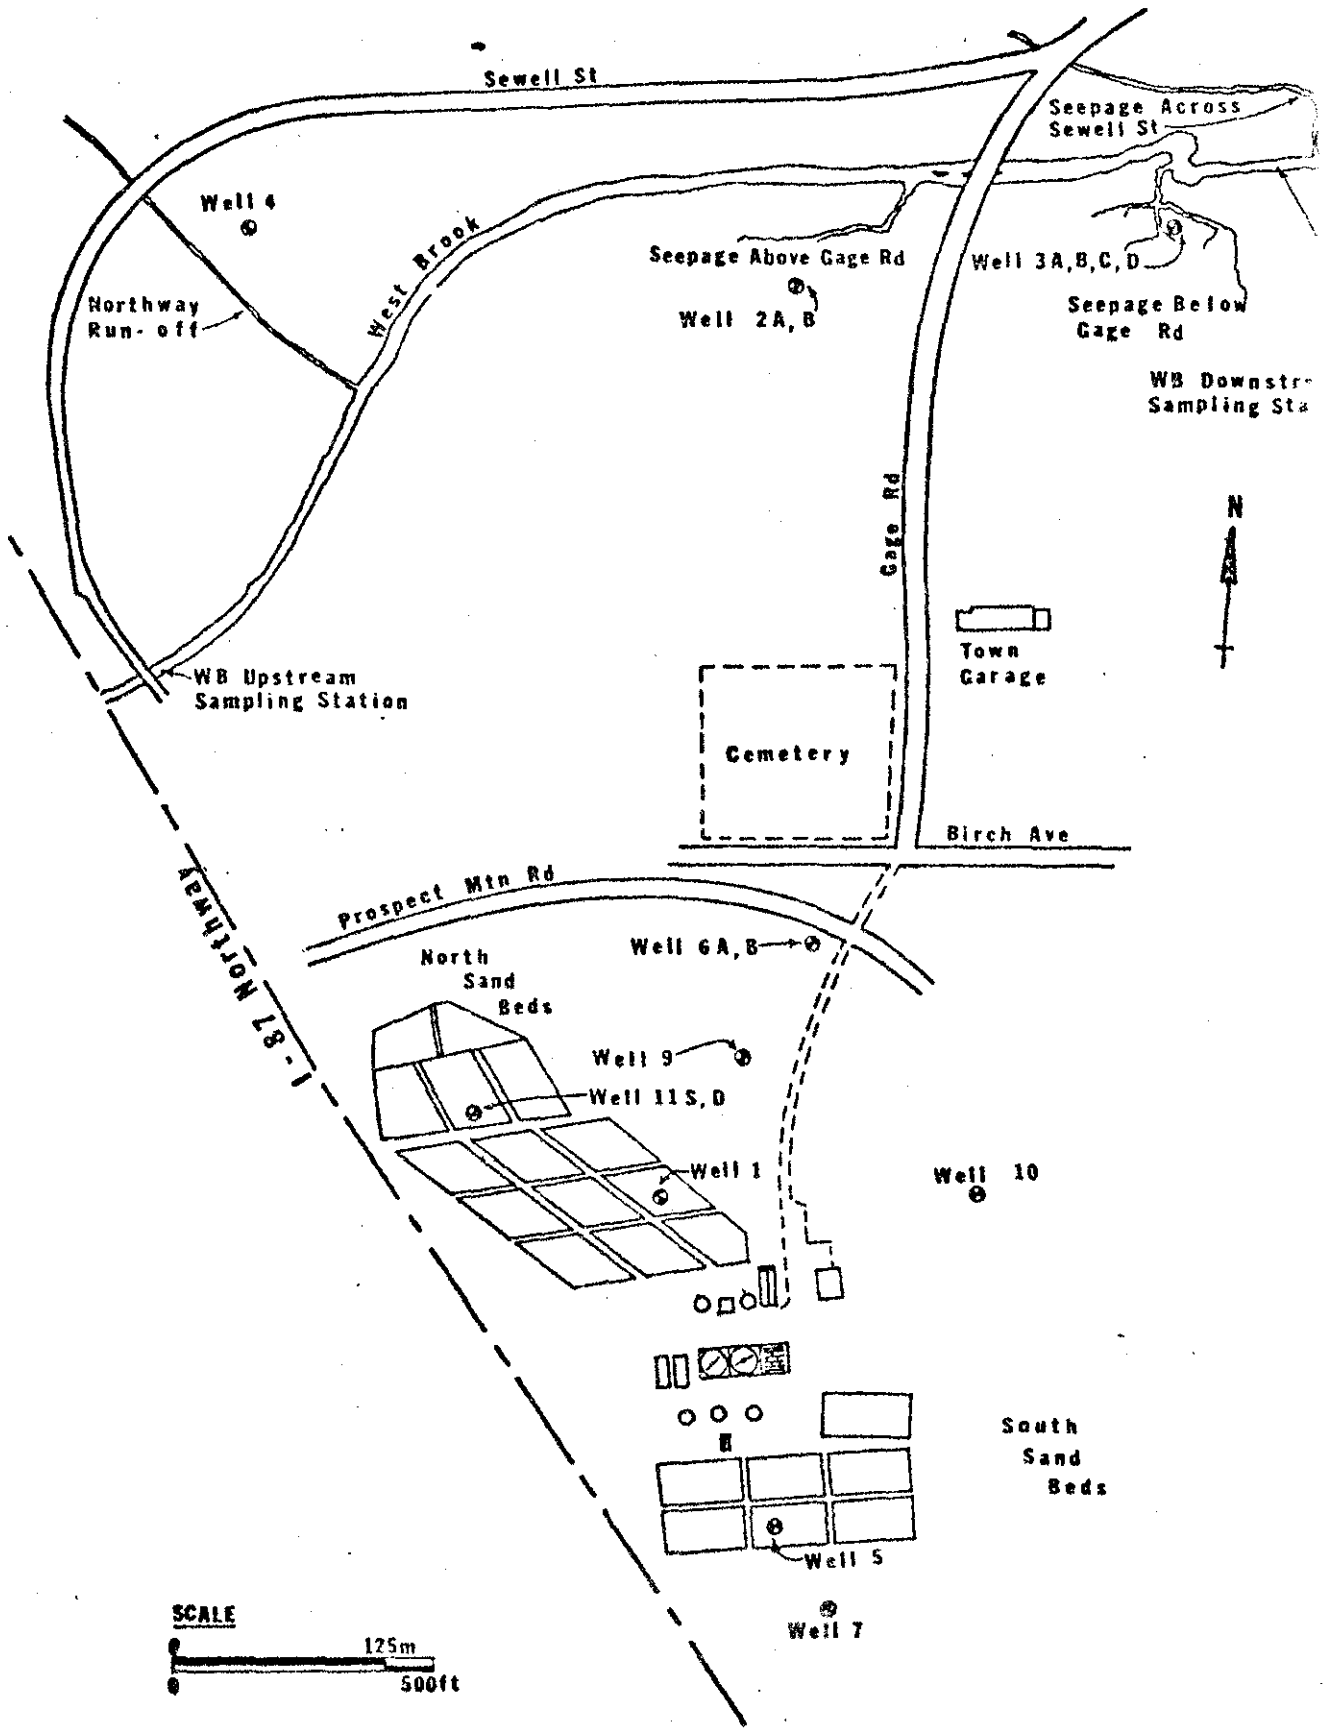 Sewell St
Seepage Across
Sewell St
Well 4
West Brook
Seepage Above Gage Rd
Well 3A,B,C,D
Northway
Run-off
Well 2A,B
Seepage Below
Gage Rd
WB Downstr
Sampling Sta
Gage Rd
N
Town
Garage
WB Upstream
Sampling Station
Cemetery
Birch Ave
I-87 Northway
Prospect Mtn Rd
Well 6A,B
North
Sand
Beds
Well 9
Well 11S,D
Well 1
Well 10
South
Sand
Beds
Well 5
Well 7
SCALE
0 125m
0 500ft